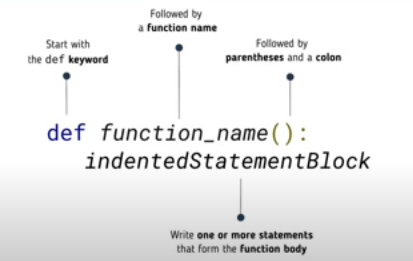 Followed by
a function name
Start with
the def keyword
Followed by
parentheses and a colon
def function_name():
indentedStatementBlock
Write one or more statements
that form the function body